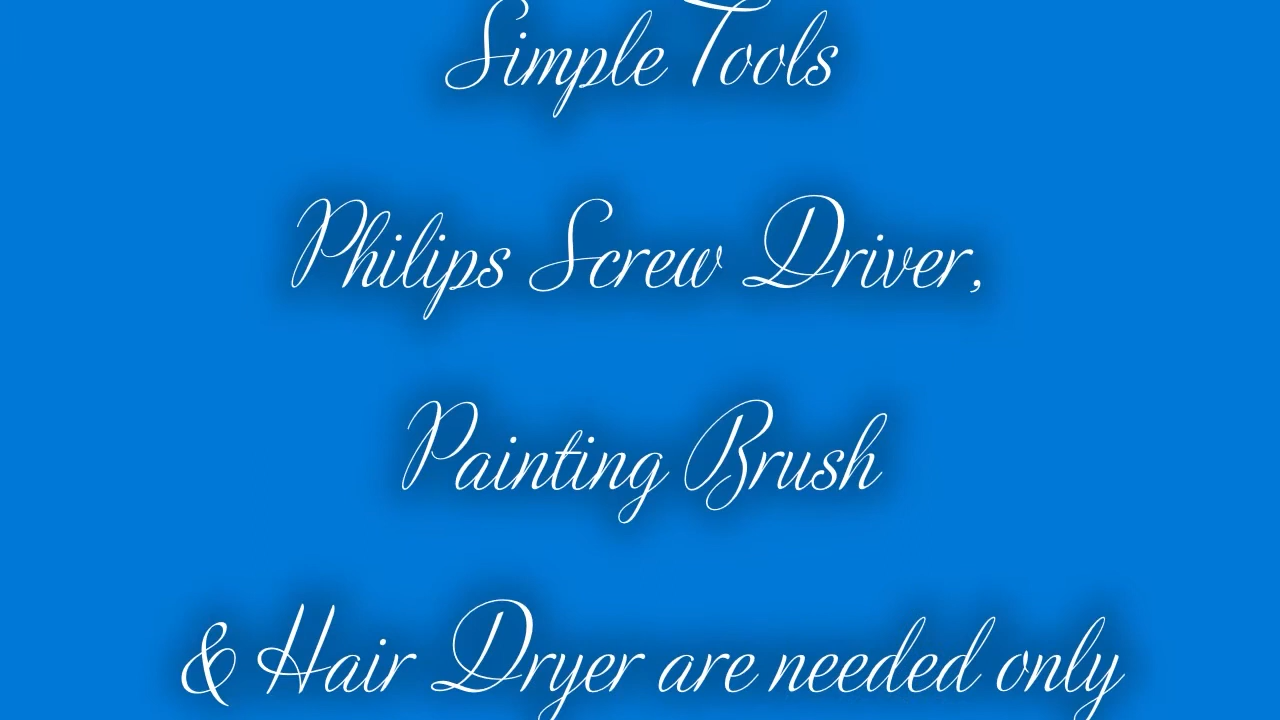 Simple Tools
Philips Screw Driver,
Painting Brush
& Hair Dryer are needed only